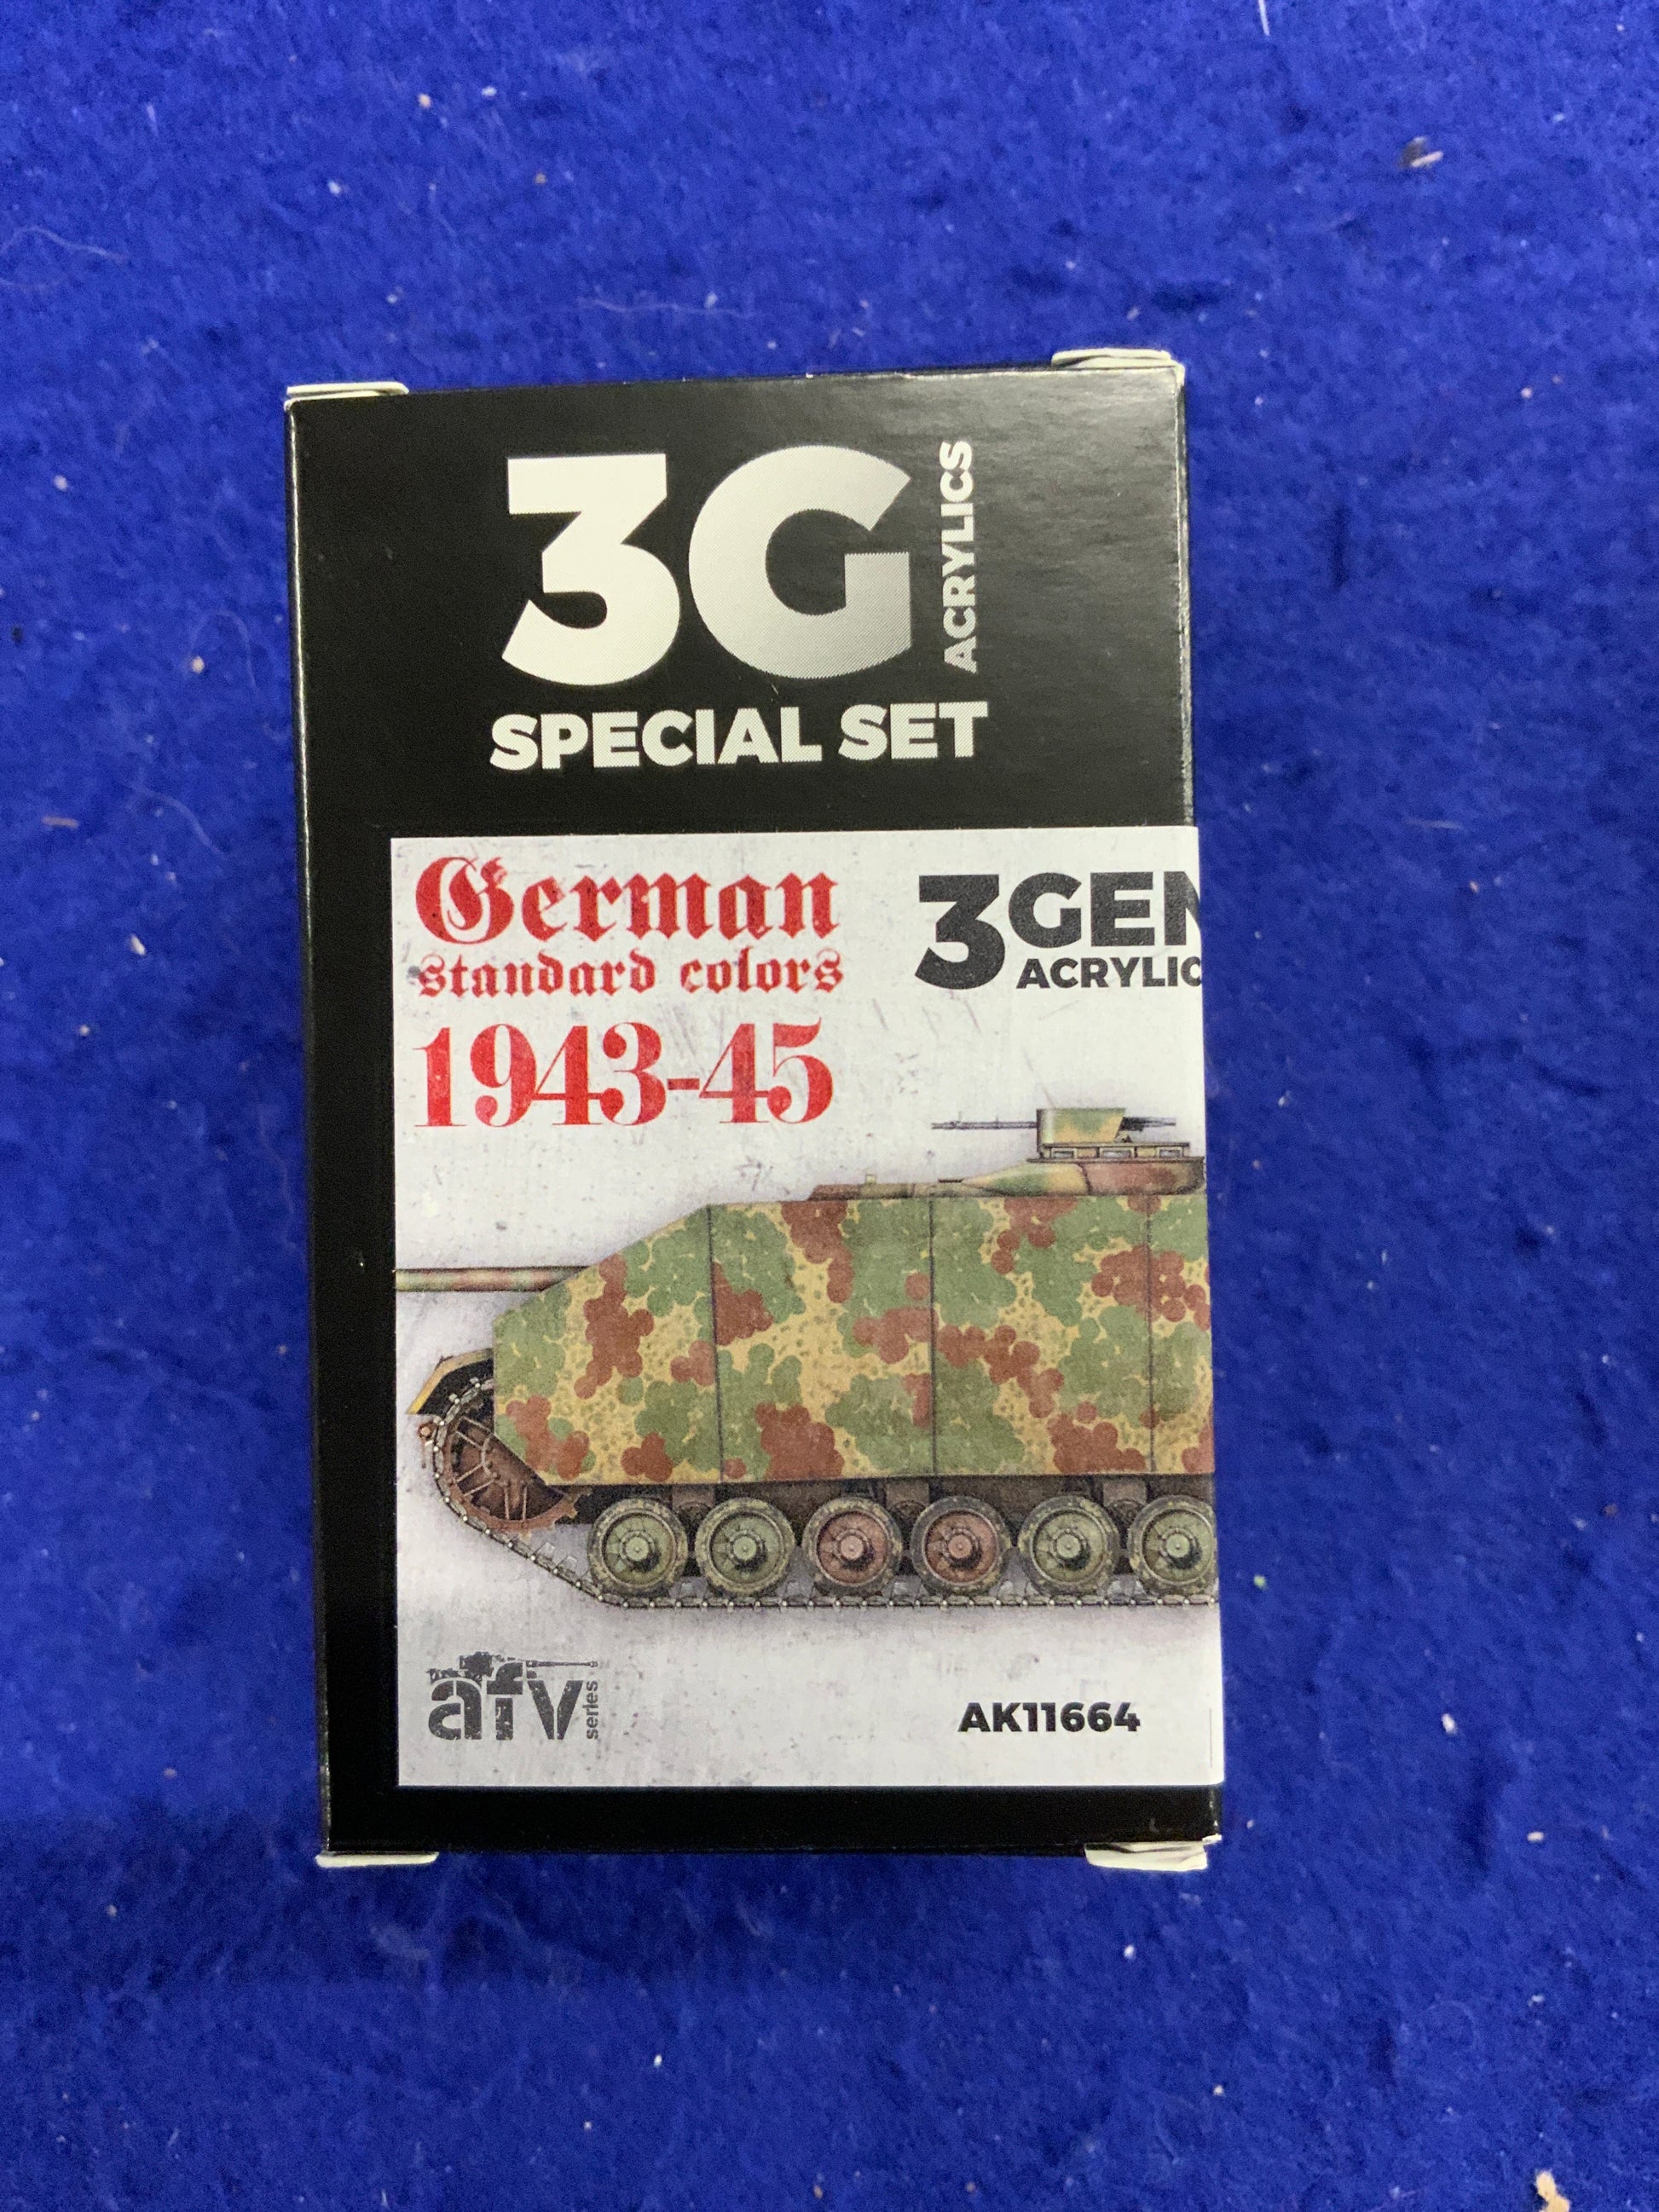 3G
ACRYLICS
SPECIAL SET
German
standard colors
1943-45
3GEN
ACRYLIC
afv
series
AK11664